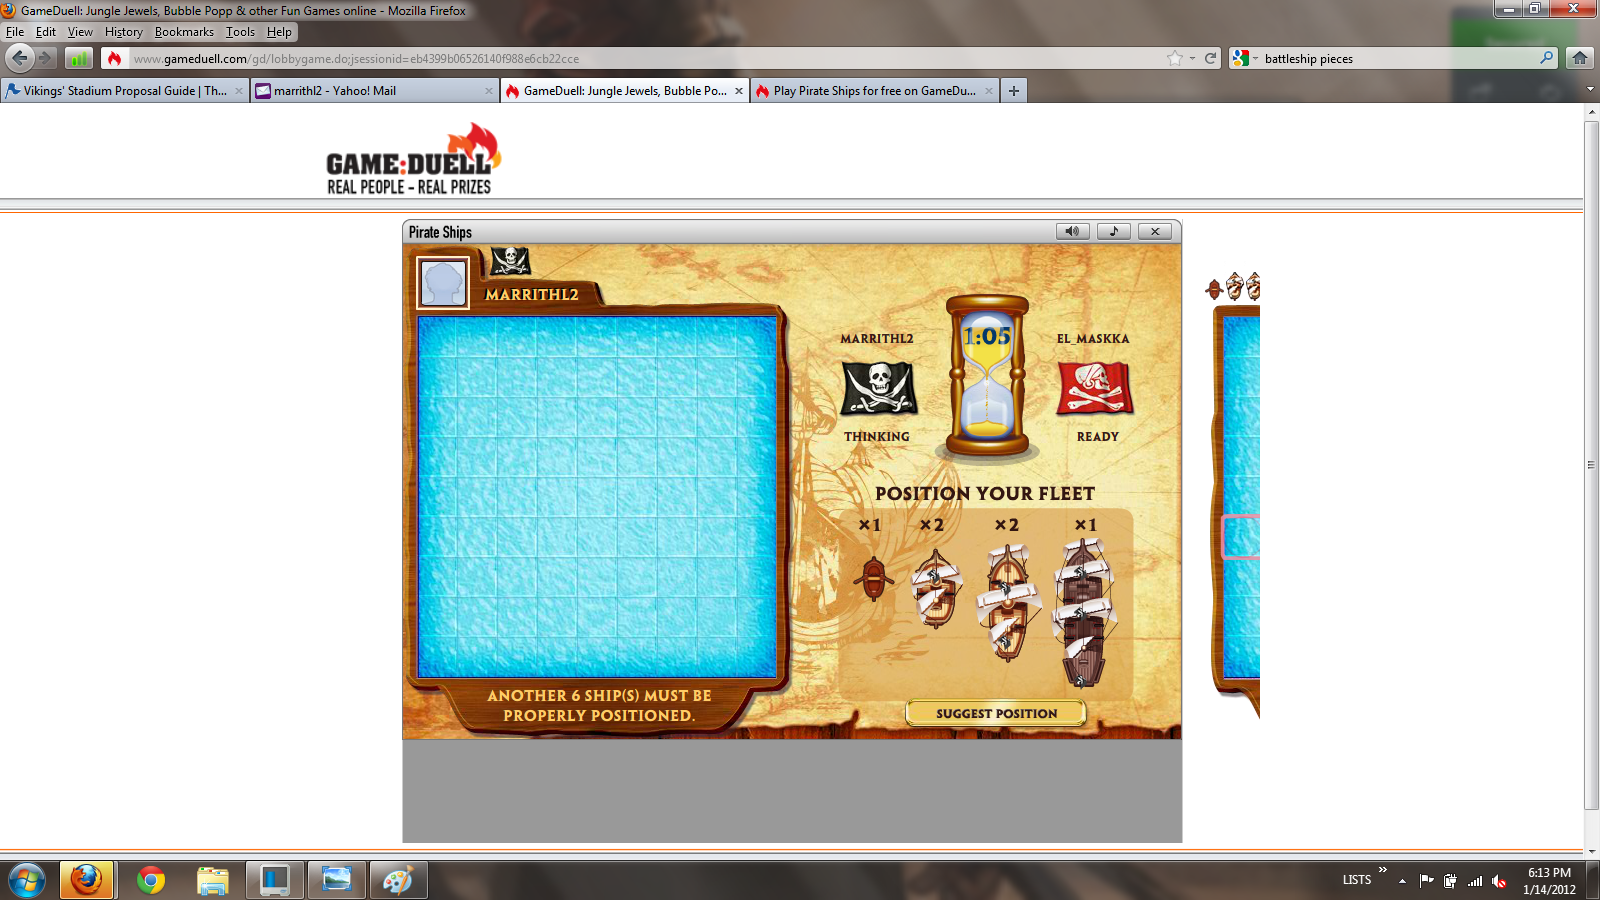 GameDuell: Jungle Jewels, Bubble Popp & other Fun Games online - Mozilla Firefox
File Edit View History Bookmarks Tools Help
www.gameduell.com/gd/lobbygame.do;jsessionid=eb4399b06526140f988e6cb22cce
battleship pieces
Vikings' Stadium Proposal Guide | Th...
marrithl2 - Yahoo! Mail
GameDuell: Jungle Jewels, Bubble Po...
Play Pirate Ships for free on GameDu...
GAME:DUELL
REAL PEOPLE - REAL PRIZES
Pirate Ships
MARRITHL2
MARRITHL2
1:05
EL_MASKKA
THINKING
READY
POSITION YOUR FLEET
×1 ×2 ×2 ×1
ANOTHER 6 SHIP(S) MUST BE
PROPERLY POSITIONED.
SUGGEST POSITION
LISTS
6:13 PM
1/14/2012